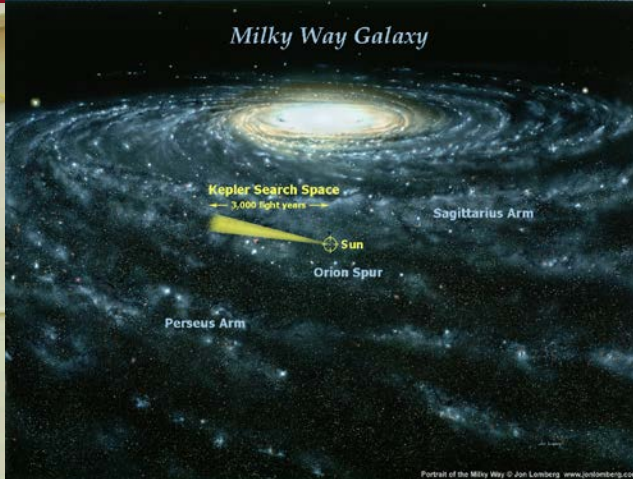 Milky Way Galaxy
Kepler Search Space
3,000 light years
Sagittarius Arm
Sun
Orion Spur
Perseus Arm
Portrait of the Milky Way © Jon Lomberg www.jonlomberg.co